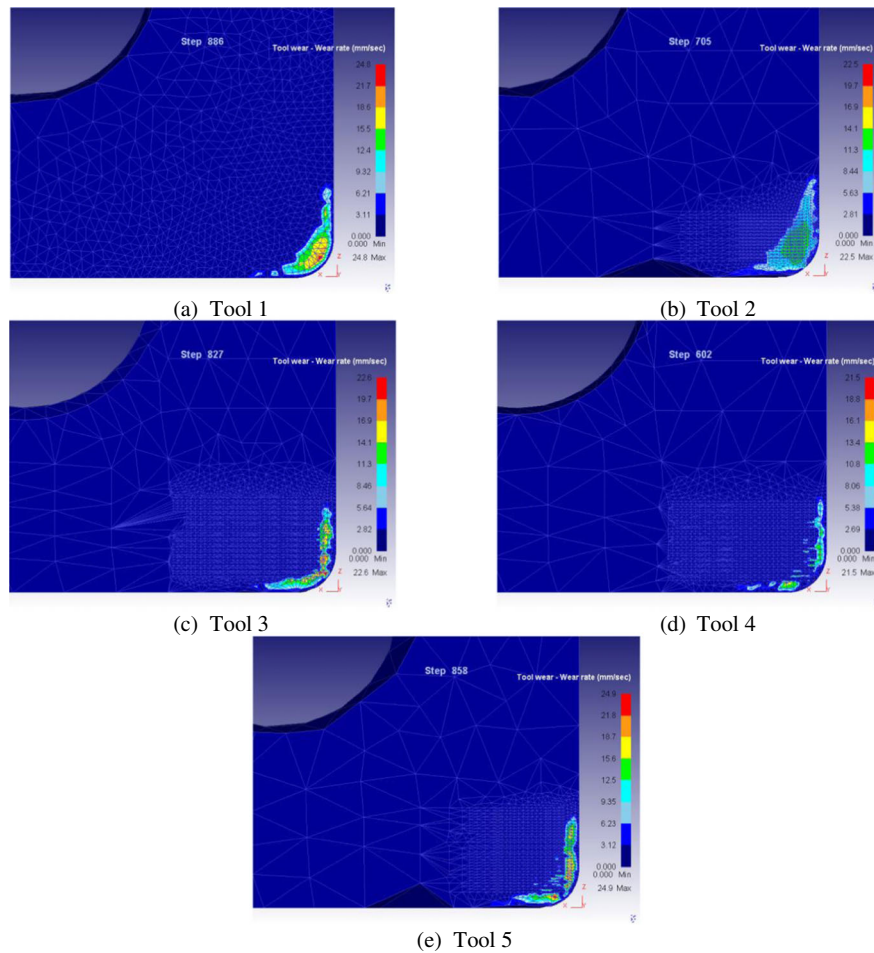 Step 886
Tool wear - Wear rate (mm/sec)
24.8
21.7
18.6
15.5
12.4
9.32
6.21
3.11
0.000
0.000 Min
24.8 Max
Z
X Y
(a) Tool 1
Step 705
Tool wear - Wear rate (mm/sec)
22.5
19.7
16.9
14.1
11.3
8.44
5.63
2.81
0.000
0.000 Min
22.5 Max
Z
X Y
(b) Tool 2
Step 827
Tool wear - Wear rate (mm/sec)
22.6
19.7
16.9
14.1
11.3
8.46
5.64
2.82
0.000
0.000 Min
22.6 Max
Z
X Y
(c) Tool 3
Step 602
Tool wear - Wear rate (mm/sec)
21.5
18.8
16.1
13.4
10.8
8.06
5.38
2.69
0.000
0.000 Min
21.5 Max
Z
X Y
(d) Tool 4
Step 858
Tool wear - Wear rate (mm/sec)
24.9
21.8
18.7
15.6
12.5
9.35
6.23
3.12
0.000
0.000 Min
24.9 Max
Z
X Y
(e) Tool 5